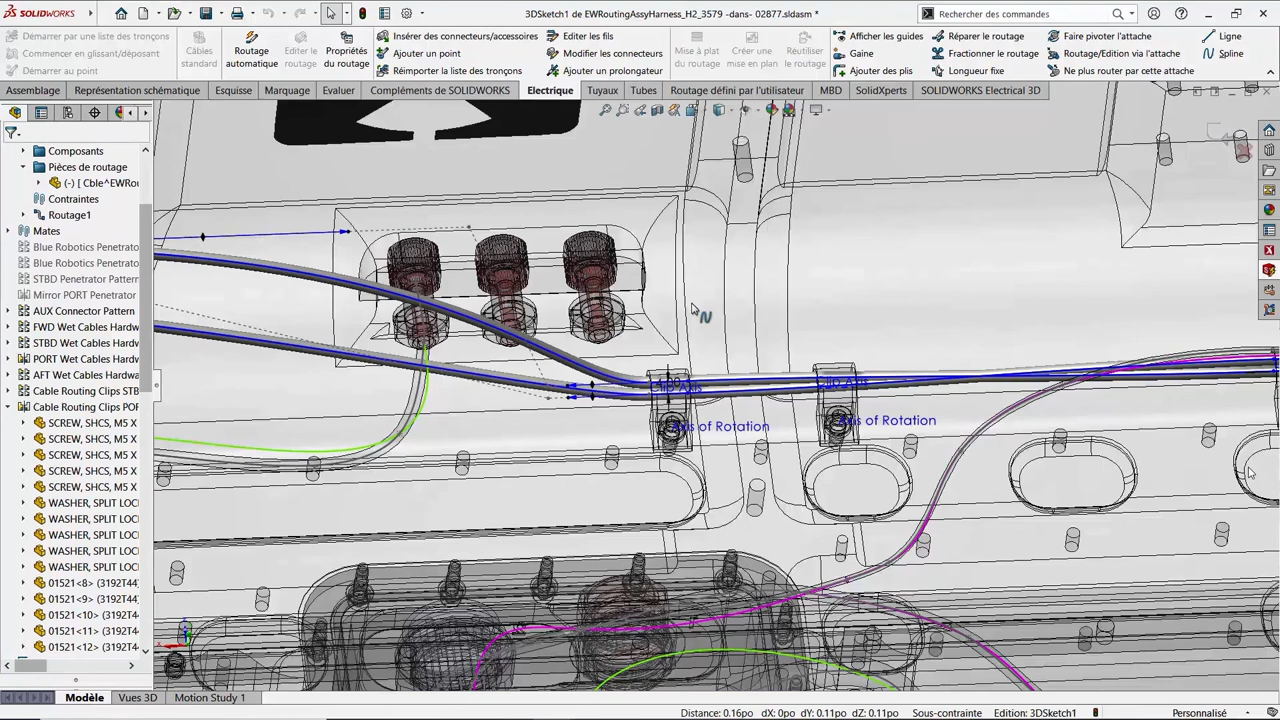 SOLIDWORKS
3DSketch1 de EWRoutingAssyHarness_H2_3579 -dans- 02877.sldasm *
Rechercher des commandes
Démarrer par une liste des tronçons
Commencer en glissant/déposant
Démarrer au point
Câbles standard
Routage automatique
Editer le routage
Propriétés du routage
Insérer des connecteurs/accessoires
Ajouter un point
Réimporter la liste des tronçons
Editer les fils
Modifier les connecteurs
Ajouter un prolongateur
Mise à plat du routage
Créer une mise en plan
Réutiliser le routage
Afficher les guides
Gaine
Ajouter des plis
Réparer le routage
Fractionner le routage
Longueur fixe
Faire pivoter l'attache
Routage/Edition via l'attache
Ne plus router par cette attache
Ligne
Spline
Assemblage
Représentation schématique
Esquisse
Marquage
Evaluer
Compléments de SOLIDWORKS
Electrique
Tuyaux
Tubes
Routage défini par l'utilisateur
MBD
SolidXperts
SOLIDWORKS Electrical 3D
Composants
Pièces de routage
(-) [ Cble^EWRou
Contraintes
Routage1
Mates
Blue Robotics Penetrato
Blue Robotics Penetrato
STBD Penetrator Pattern
Mirror PORT Penetrator
AUX Connector Pattern
FWD Wet Cables Hardw
STBD Wet Cables Hardw
PORT Wet Cables Hardw
AFT Wet Cables Hardw
Cable Routing Clips STB
Cable Routing Clips POF
SCREW, SHCS, M5 X
SCREW, SHCS, M5 X
SCREW, SHCS, M5 X
SCREW, SHCS, M5 X
SCREW, SHCS, M5 X
WASHER, SPLIT LOC
WASHER, SPLIT LOC
WASHER, SPLIT LOC
WASHER, SPLIT LOC
WASHER, SPLIT LOC
01521<8> (3192T44
01521<9> (3192T44
01521<10> (3192T4
01521<11> (3192T4
01521<12> (3192T4
Clip Axis
Clip Axis
Axis of Rotation
Axis of Rotation
Modèle
Vues 3D
Motion Study 1
Distance: 0.16po dX: 0po dY: 0.11po dZ: 0.11po
Sous-contrainte
Edition: 3DSketch1
Personnalisé